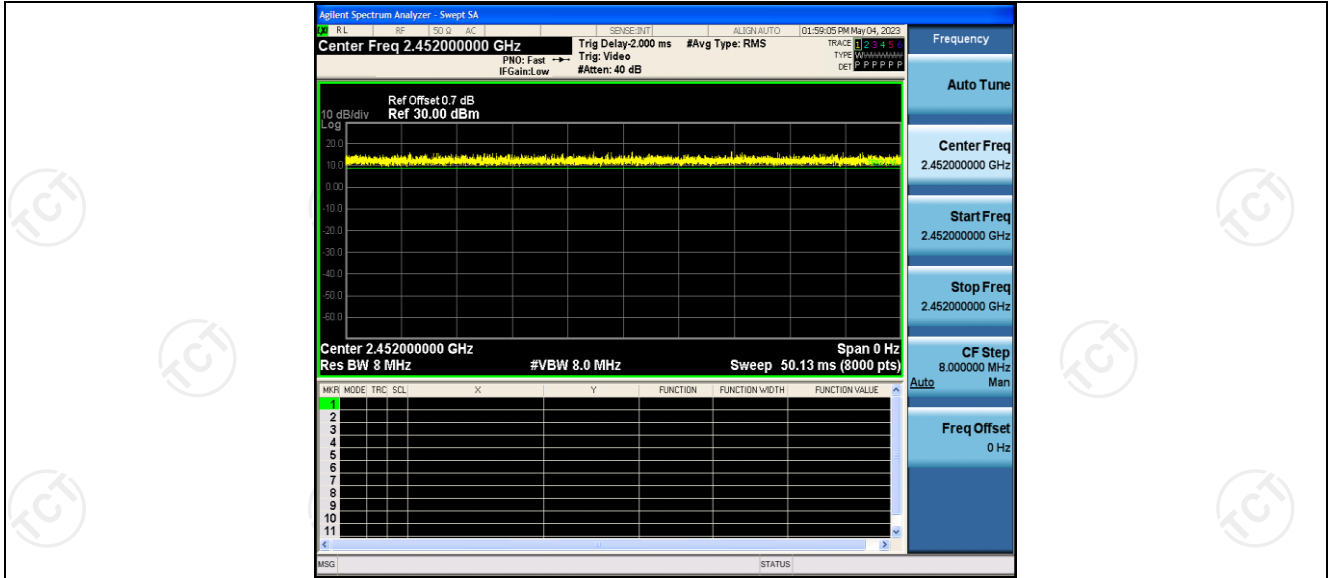 Agilent Spectrum Analyzer - Swept SA
RL RF 50 Ω AC SENSE:INT ALIGN AUTO 01:59:05 PM May 04, 2023
Center Freq 2.452000000 GHz
PNO: Fast
IFGain:Low
Trig Delay-2.000 ms #Avg Type: RMS
Trig: Video
#Atten: 40 dB
TRACE 1 2 3 4 5 6
TYPE WWWWWW
DET P P P P P P
Ref Offset 0.7 dB
10 dB/div Ref 30.00 dBm
Log
20.0
10.0
0.00
-10.0
-20.0
-30.0
-40.0
-50.0
-60.0
Center 2.452000000 GHz Span 0 Hz
Res BW 8 MHz #VBW 8.0 MHz Sweep 50.13 ms (8000 pts)
MKR MODE TRC SCL X Y FUNCTION FUNCTION WIDTH FUNCTION VALUE
1
2
3
4
5
6
7
8
9
10
11
MSG STATUS
Frequency
Auto Tune
Center Freq
2.452000000 GHz
Start Freq
2.452000000 GHz
Stop Freq
2.452000000 GHz
CF Step
8.000000 MHz
Auto Man
Freq Offset
0 Hz
TCT
TCT
TCT
TCT
TCT
TCT